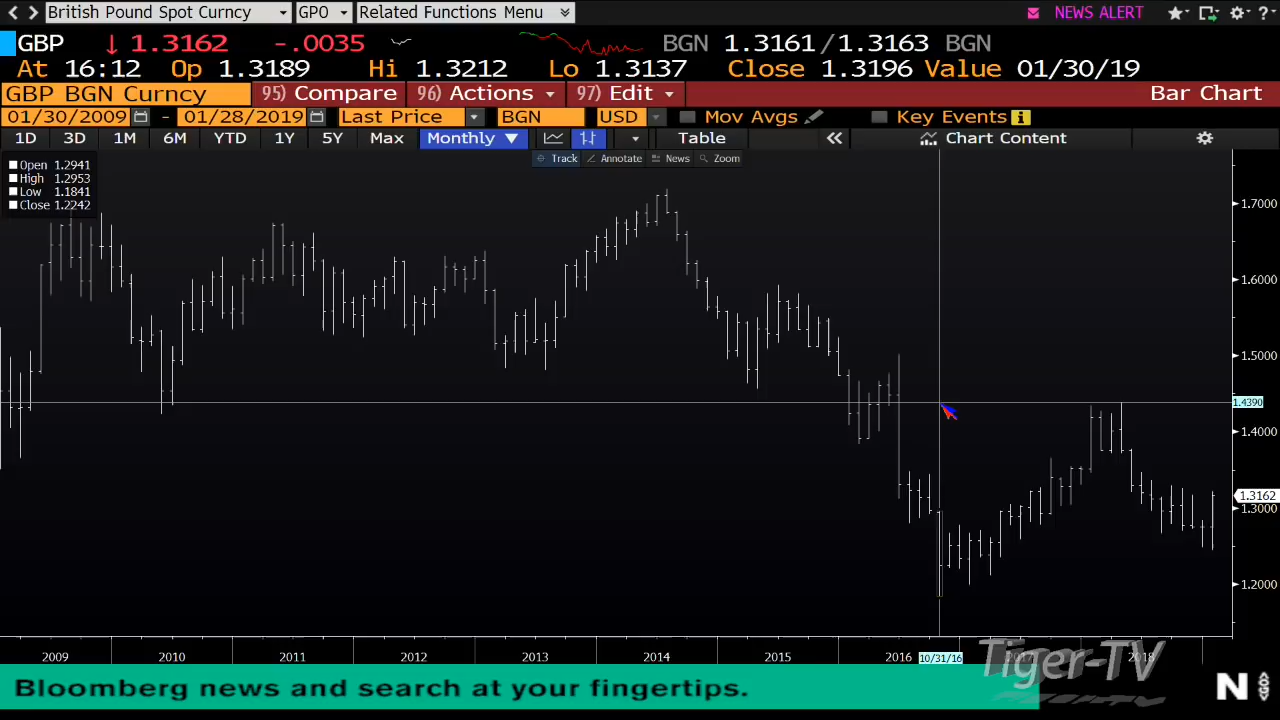 British Pound Spot Curncy GPO Related Functions Menu NEWS ALERT ?
GBP ↓ 1.3162 -.0035 BGN 1.3161/1.3163 BGN
At 16:12 Op 1.3189 Hi 1.3212 Lo 1.3137 Close 1.3196 Value 01/30/19
GBP BGN Curncy 95) Compare 96) Actions 97) Edit Bar Chart
01/30/2009 - 01/28/2019 Last Price BGN USD Mov Avgs Key Events i
1D 3D 1M 6M YTD 1Y 5Y Max Monthly ▼ Table « Chart Content
Track Annotate News Zoom
Open 1.2941
High 1.2953
Low 1.1841
Close 1.2242
1.7000
1.6000
1.5000
1.4390
1.4000
1.3162
1.3000
1.2000
2009 2010 2011 2012 2013 2014 2015 2016 10/31/16 2017 2018
Tiger-TV
Bloomberg news and search at your fingertips.
N